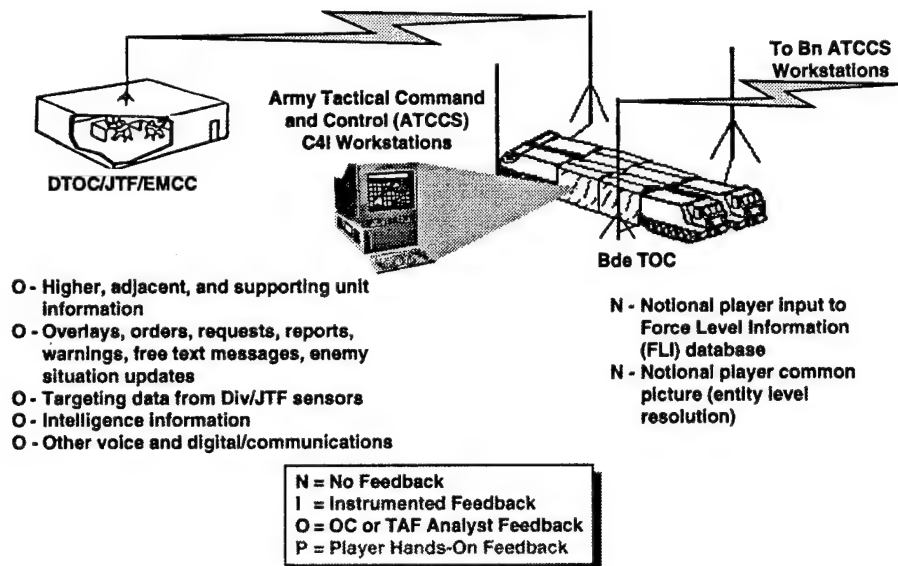 To Bn ATCCS
Workstations
Army Tactical Command
and Control (ATCCS)
C4I Workstations
DTOC/JTF/EMCC
Bde TOC
O - Higher, adjacent, and supporting unit
information
O - Overlays, orders, requests, reports,
warnings, free text messages, enemy
situation updates
O - Targeting data from Div/JTF sensors
O - Intelligence information
O - Other voice and digital/communications
N - Notional player input to
Force Level Information
(FLI) database
N - Notional player common
picture (entity level
resolution)
N = No Feedback
I = Instrumented Feedback
O = OC or TAF Analyst Feedback
P = Player Hands-On Feedback